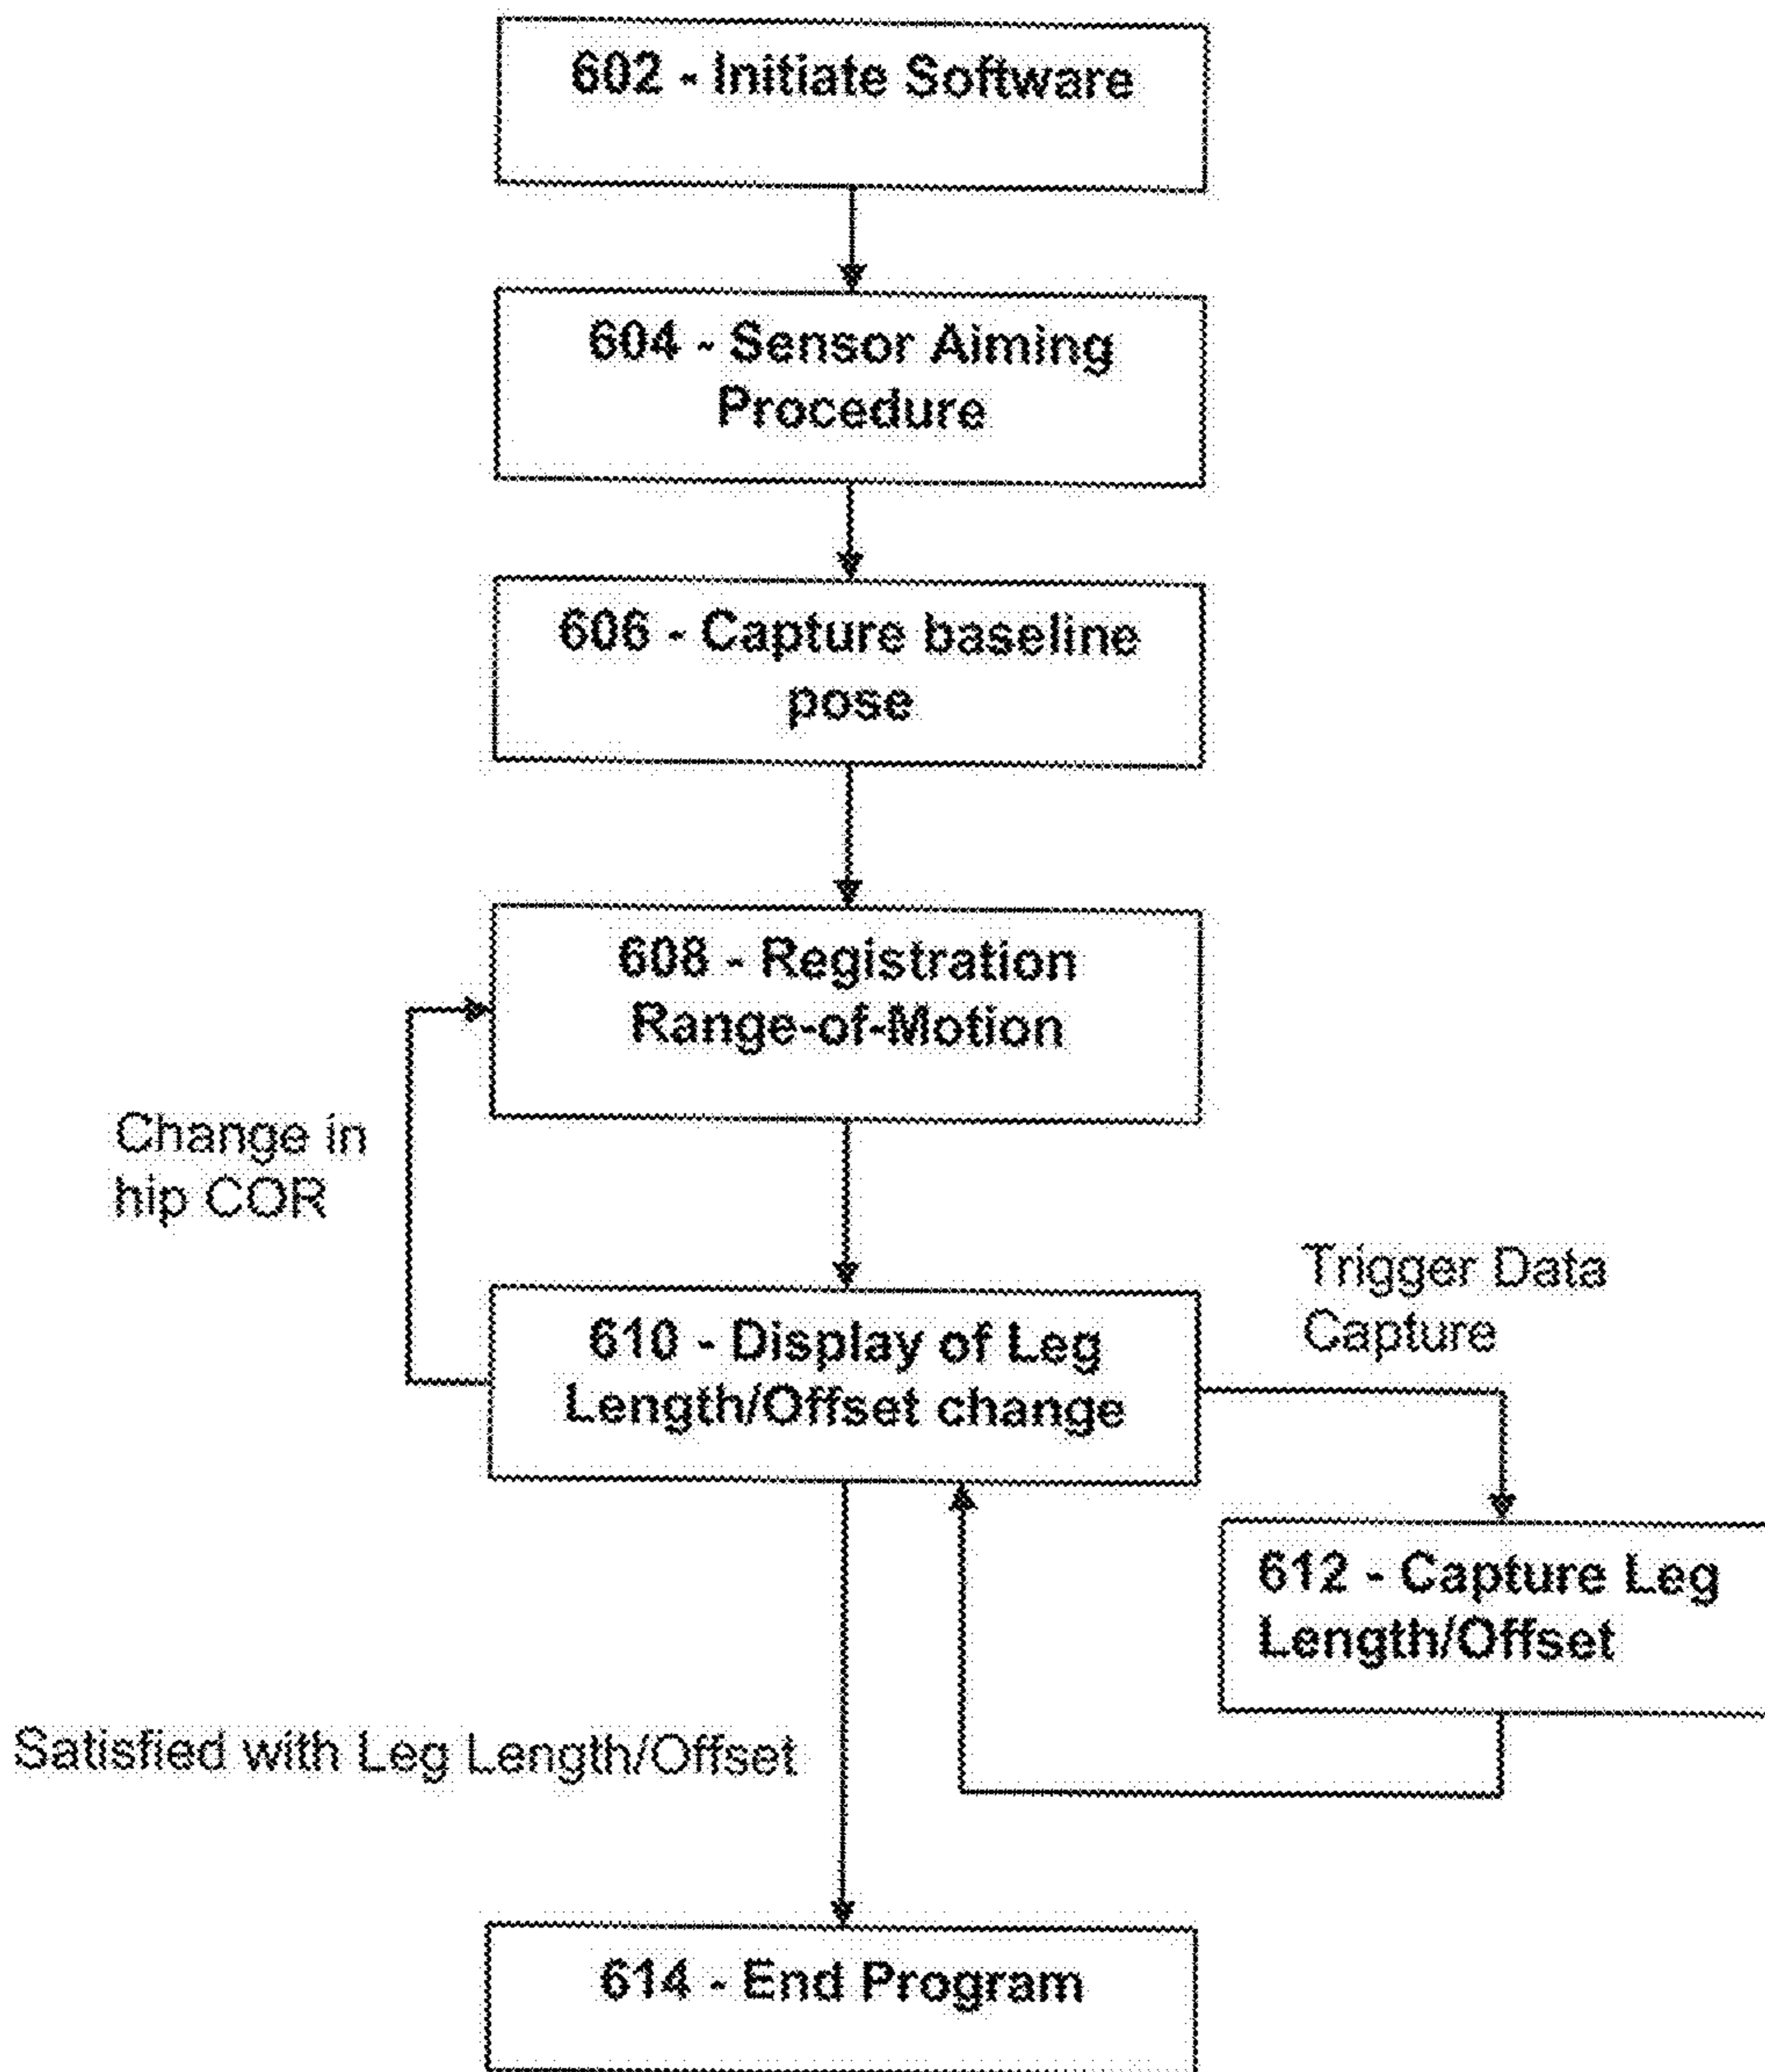 602 - Initiate Software
604 - Sensor Aiming
Procedure
606 - Capture baseline
pose
608 - Registration
Range-of-Motion
Change in
hip COR
610 - Display of Leg
Length/Offset change
Trigger Data
Capture
612 - Capture Leg
Length/Offset
Satisfied with Leg Length/Offset
614 - End Program